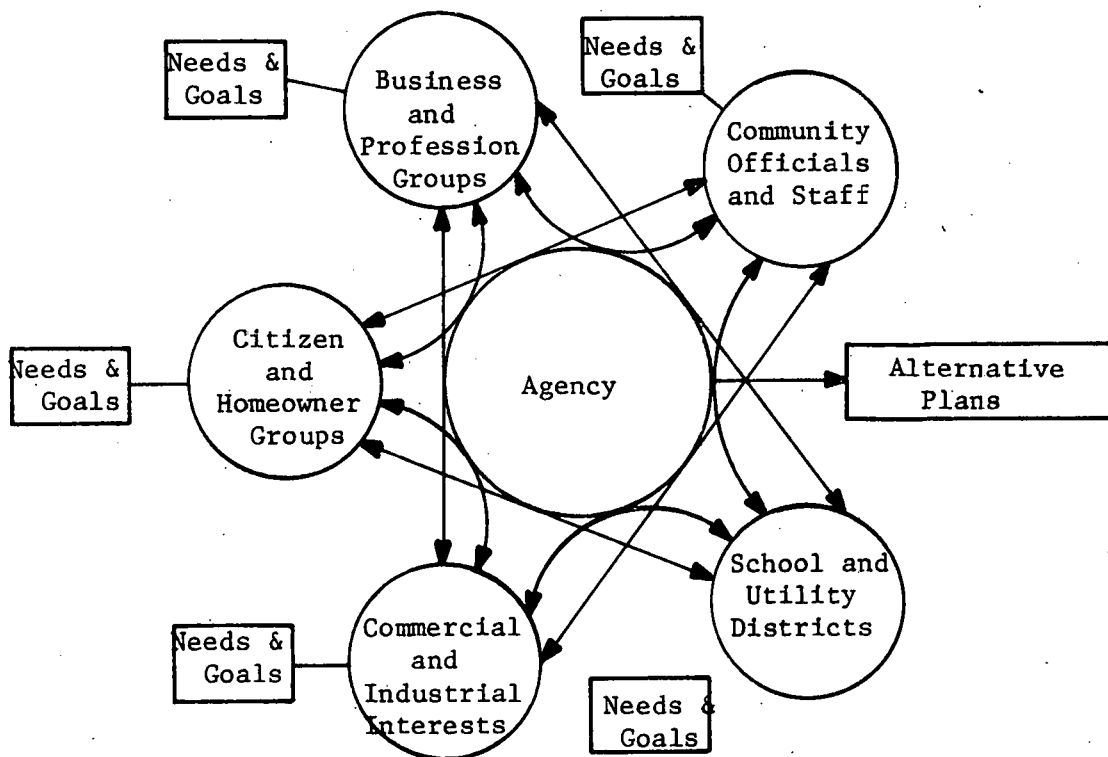 Needs &
Goals
Business
and
Profession
Groups
Needs &
Goals
Community
Officials
and Staff
Needs &
Goals
Citizen
and
Homeowner
Groups
Agency
Alternative
Plans
Needs &
Goals
Commercial
and
Industrial
Interests
School and
Utility
Districts
Needs &
Goals